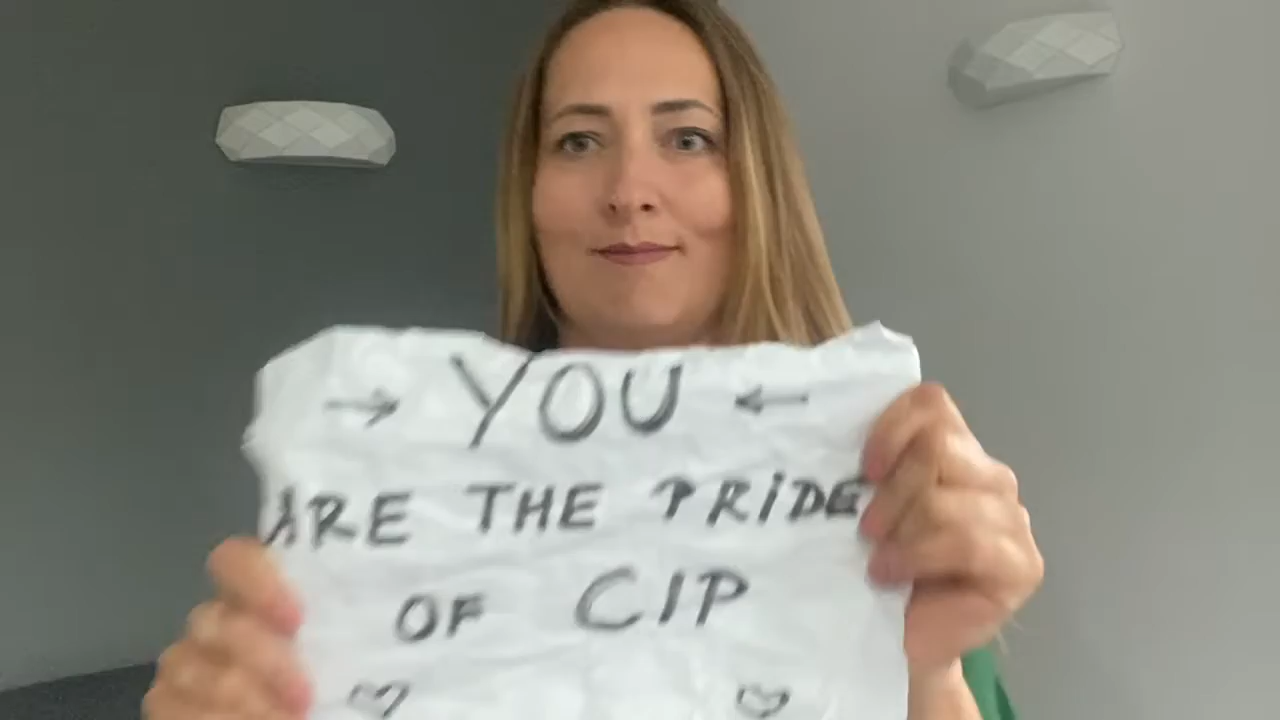 → YOU ←
ARE THE PRIDE
OF CIP
♡ ♡